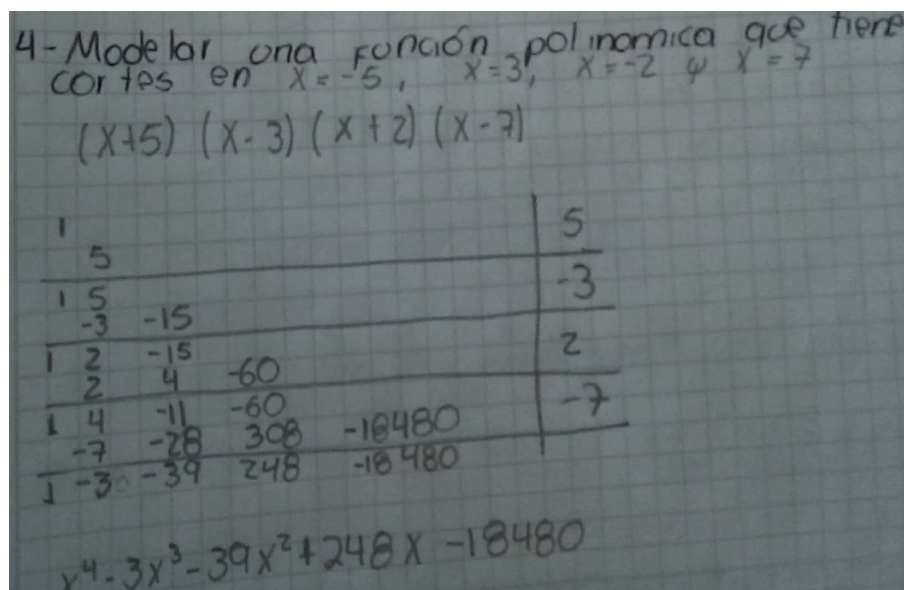 4-Modelar una Función polinomica que tiene
cortes en x=-5, x=3, x=-2 y x=7
(x+5) (x-3) (x+2) (x-7)
1 5
5
1 5 -3
-3 -15
1 2 -15 2
2 4 -60
1 4 -11 -60 -7
-7 -28 308 -18480
1 -3 -39 248 -18480
x⁴-3x³-39x²+248x-18480